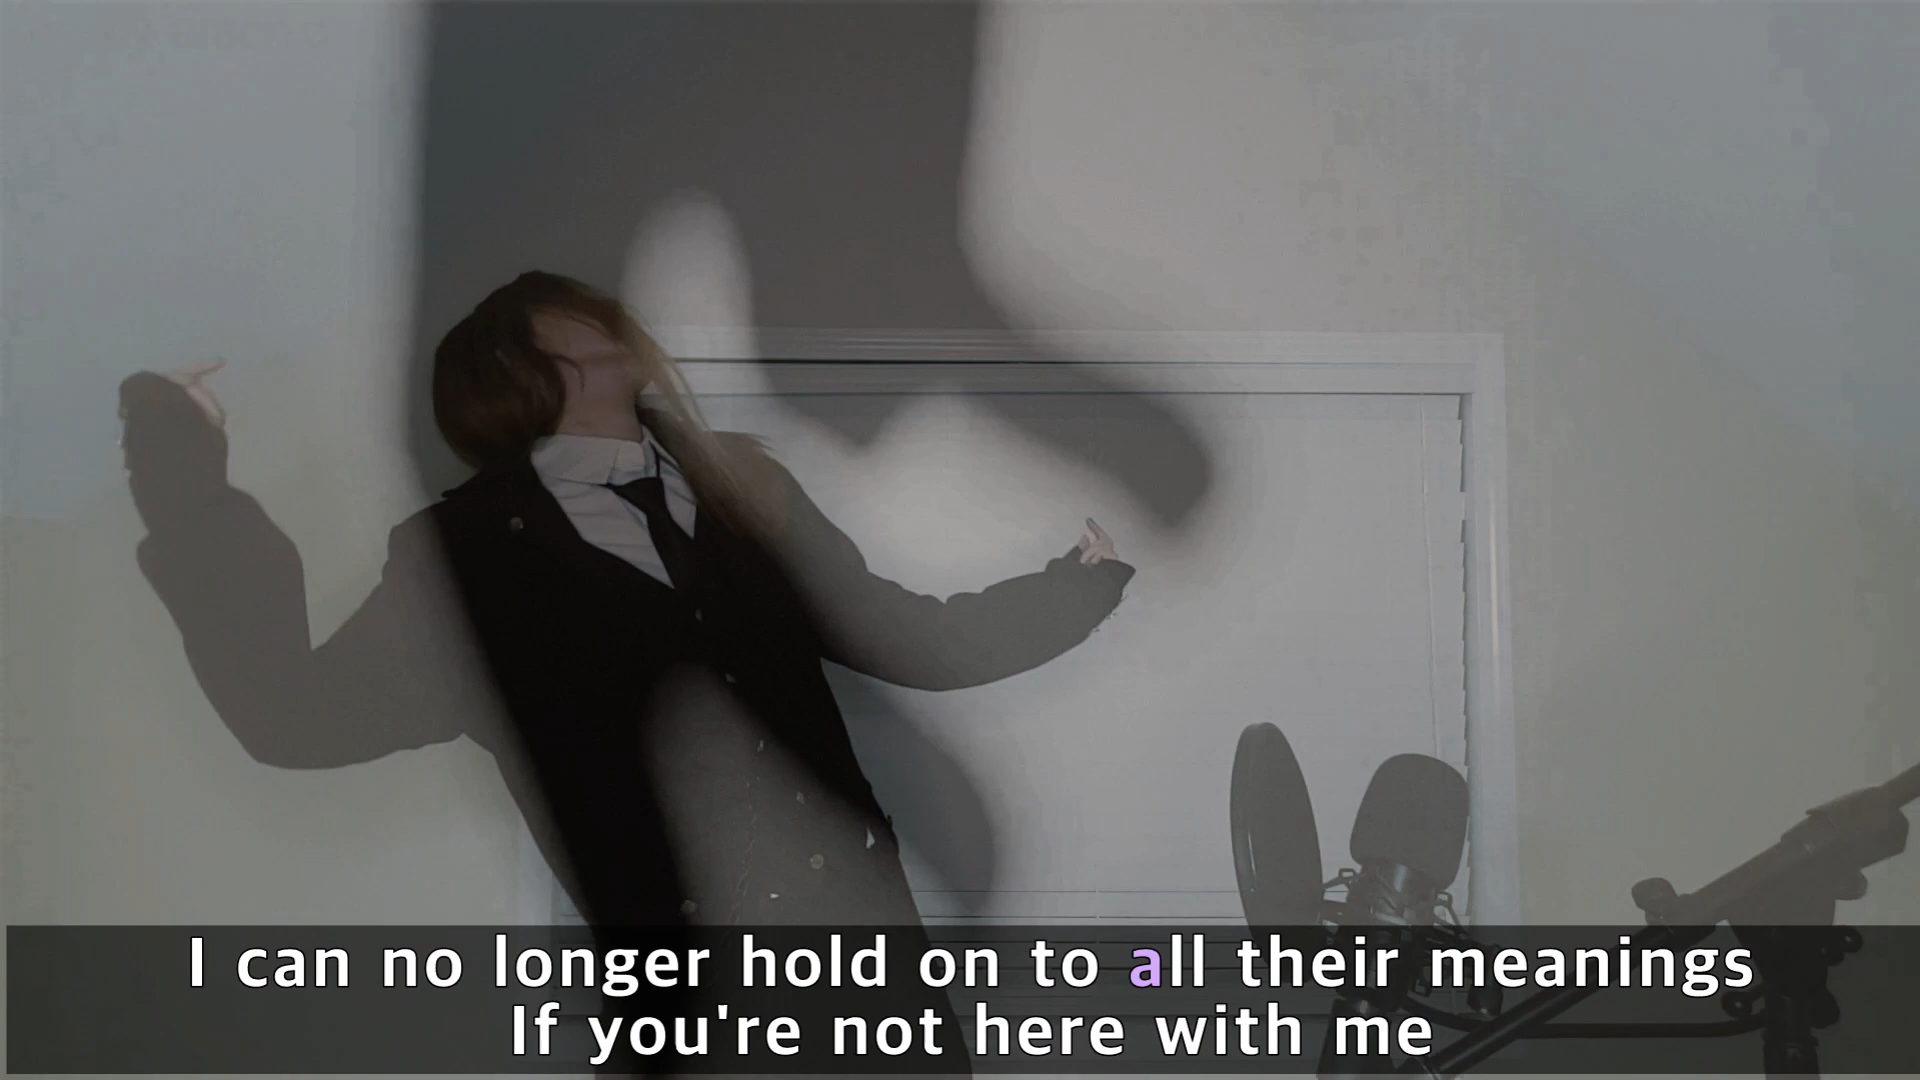 I can no longer hold on to all their meanings
If you're not here with me